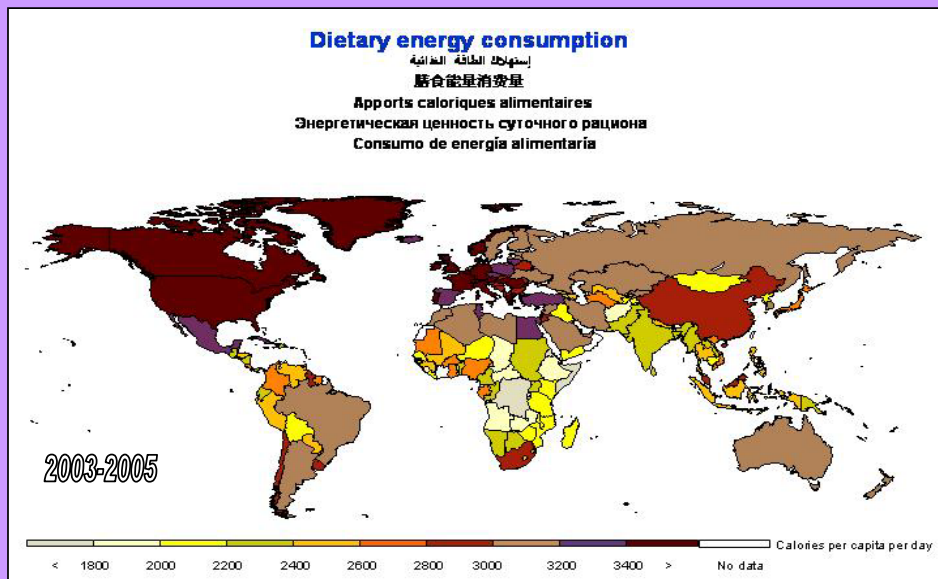 Dietary energy consumption
إستهلاك الطاقة الغذائية
膳食能量消费量
Apports caloriques alimentaires
Энергетическая ценность суточного рациона
Consumo de energía alimentaría
2003-2005
Calories per capita per day
< 1800 2000 2200 2400 2600 2800 3000 3200 3400 > No data